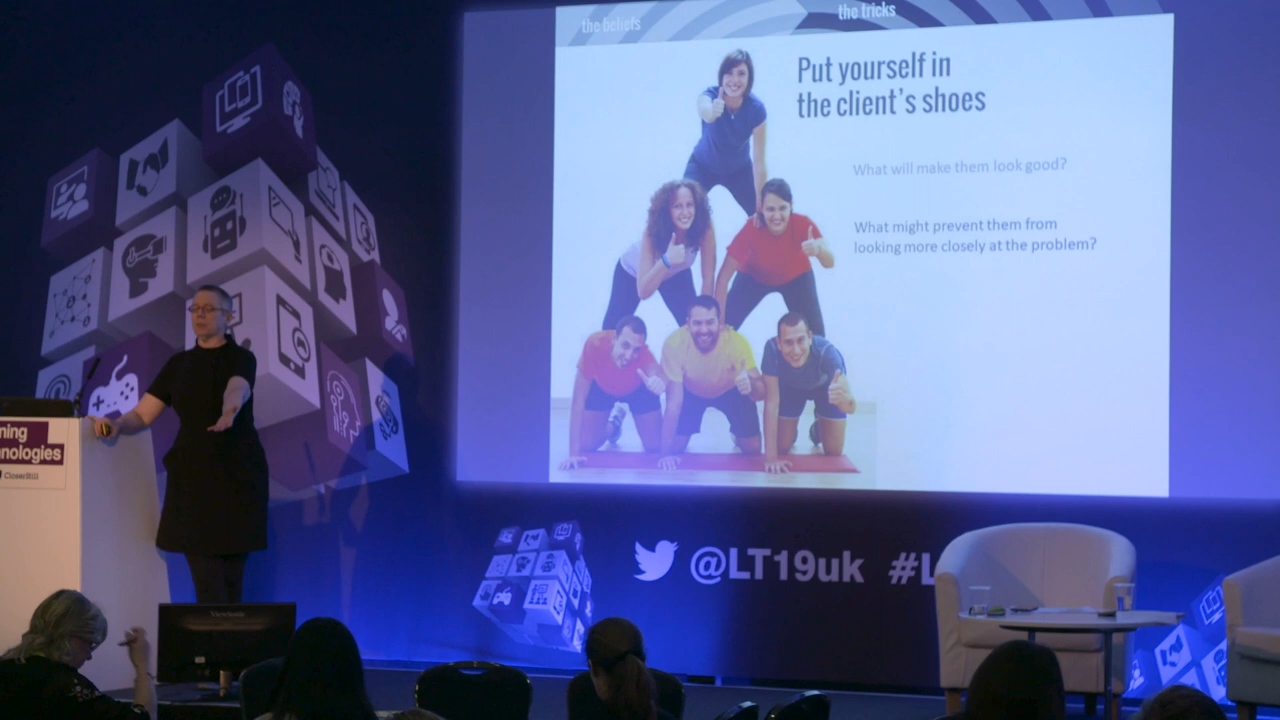 the beliefs
the tricks
Put yourself in
the client's shoes
What will make them look good?
What might prevent them from
looking more closely at the problem?
ning
nologies
CloserStill
@LT19uk #L
ViewSonic